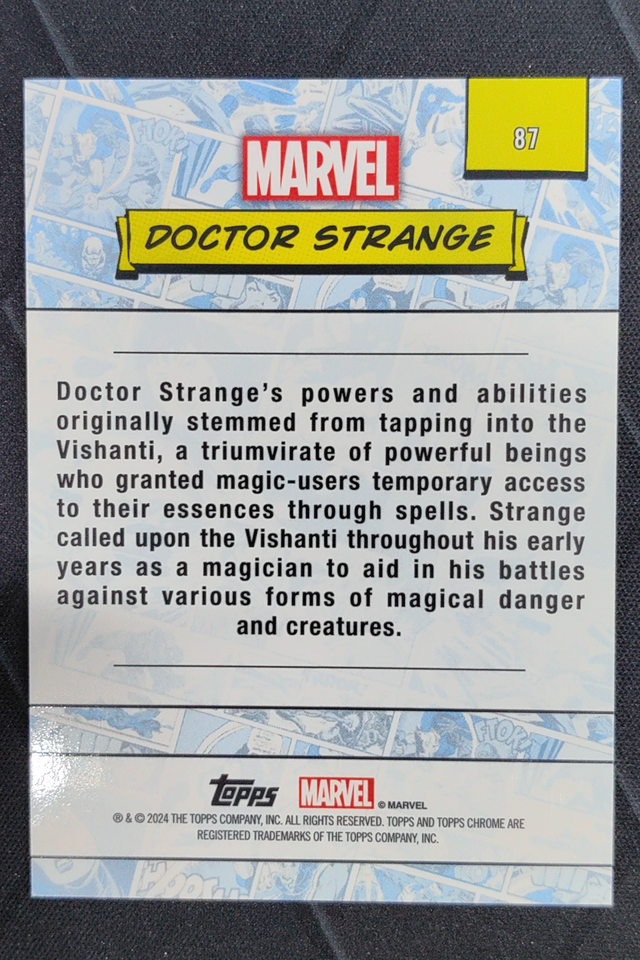 87
MARVEL
DOCTOR STRANGE
Doctor Strange's powers and abilities
originally stemmed from tapping into the
Vishanti, a triumvirate of powerful beings
who granted magic-users temporary access
to their essences through spells. Strange
called upon the Vishanti throughout his early
years as a magician to aid in his battles
against various forms of magical danger
and creatures.
FTOK
topps MARVEL © MARVEL
® & © 2024 THE TOPPS COMPANY, INC. ALL RIGHTS RESERVED. TOPPS AND TOPPS CHROME ARE
REGISTERED TRADEMARKS OF THE TOPPS COMPANY, INC.